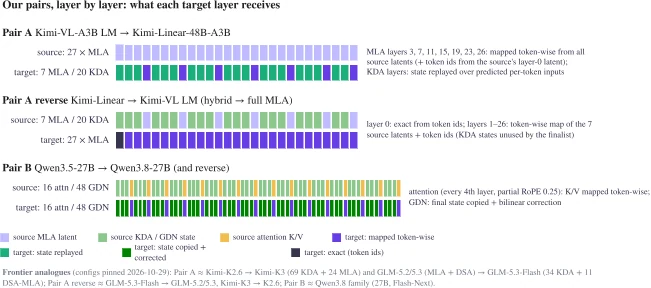 Our pairs, layer by layer: what each target layer receives
Pair A Kimi-VL-A3B LM → Kimi-Linear-48B-A3B
source: 27 × MLA
target: 7 MLA / 20 KDA
MLA layers 3, 7, 11, 15, 19, 23, 26: mapped token-wise from all
source latents (+ token ids from the source's layer-0 latent);
KDA layers: state replayed over predicted per-token inputs
Pair A reverse Kimi-Linear → Kimi-VL LM (hybrid → full MLA)
source: 7 MLA / 20 KDA
target: 27 × MLA
layer 0: exact from token ids; layers 1–26: token-wise map of the 7
source latents + token ids (KDA states unused by the finalist)
Pair B Qwen3.5-27B → Qwen3.8-27B (and reverse)
source: 16 attn / 48 GDN
target: 16 attn / 48 GDN
attention (every 4th layer, partial RoPE 0.25): K/V mapped token-wise;
GDN: final state copied + bilinear correction
source MLA latent
source KDA / GDN state
source attention K/V
target: mapped token-wise
target: state replayed
target: state copied +
corrected
target: exact (token ids)
Frontier analogues (configs pinned 2026-10-29): Pair A ≈ Kimi-K2.6 → Kimi-K3 (69 KDA + 24 MLA) and GLM-5.2/5.3 (MLA + DSA) → GLM-5.3-Flash (34 KDA + 11
DSA-MLA); Pair A reverse ≈ GLM-5.3-Flash → GLM-5.2/5.3, Kimi-K3 → K2.6; Pair B ≈ Qwen3.8 family (27B, Flash-Next).